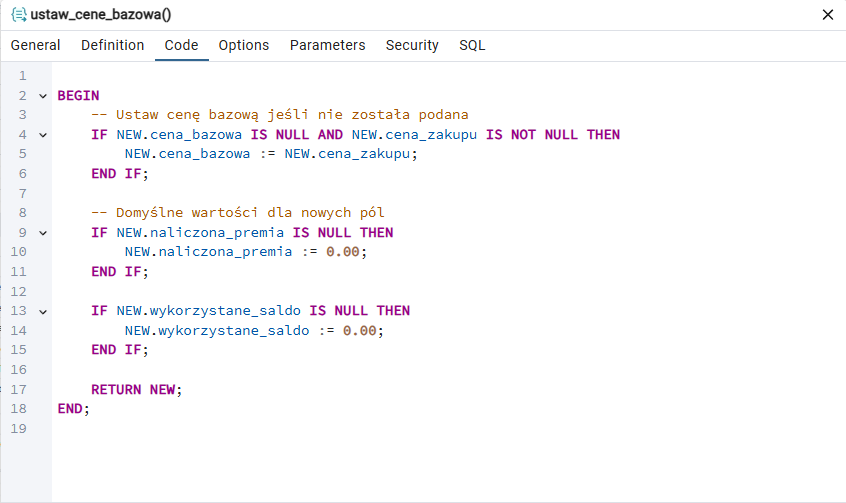 ustaw_cene_bazowa()
General Definition Code Options Parameters Security SQL
1
2 BEGIN
3 -- Ustaw cenę bazową jeśli nie została podana
4 IF NEW.cena_bazowa IS NULL AND NEW.cena_zakupu IS NOT NULL THEN
5 NEW.cena_bazowa := NEW.cena_zakupu;
6 END IF;
7
8 -- Domyślne wartości dla nowych pól
9 IF NEW.naliczona_premia IS NULL THEN
10 NEW.naliczona_premia := 0.00;
11 END IF;
12
13 IF NEW.wykorzystane_saldo IS NULL THEN
14 NEW.wykorzystane_saldo := 0.00;
15 END IF;
16
17 RETURN NEW;
18 END;
19